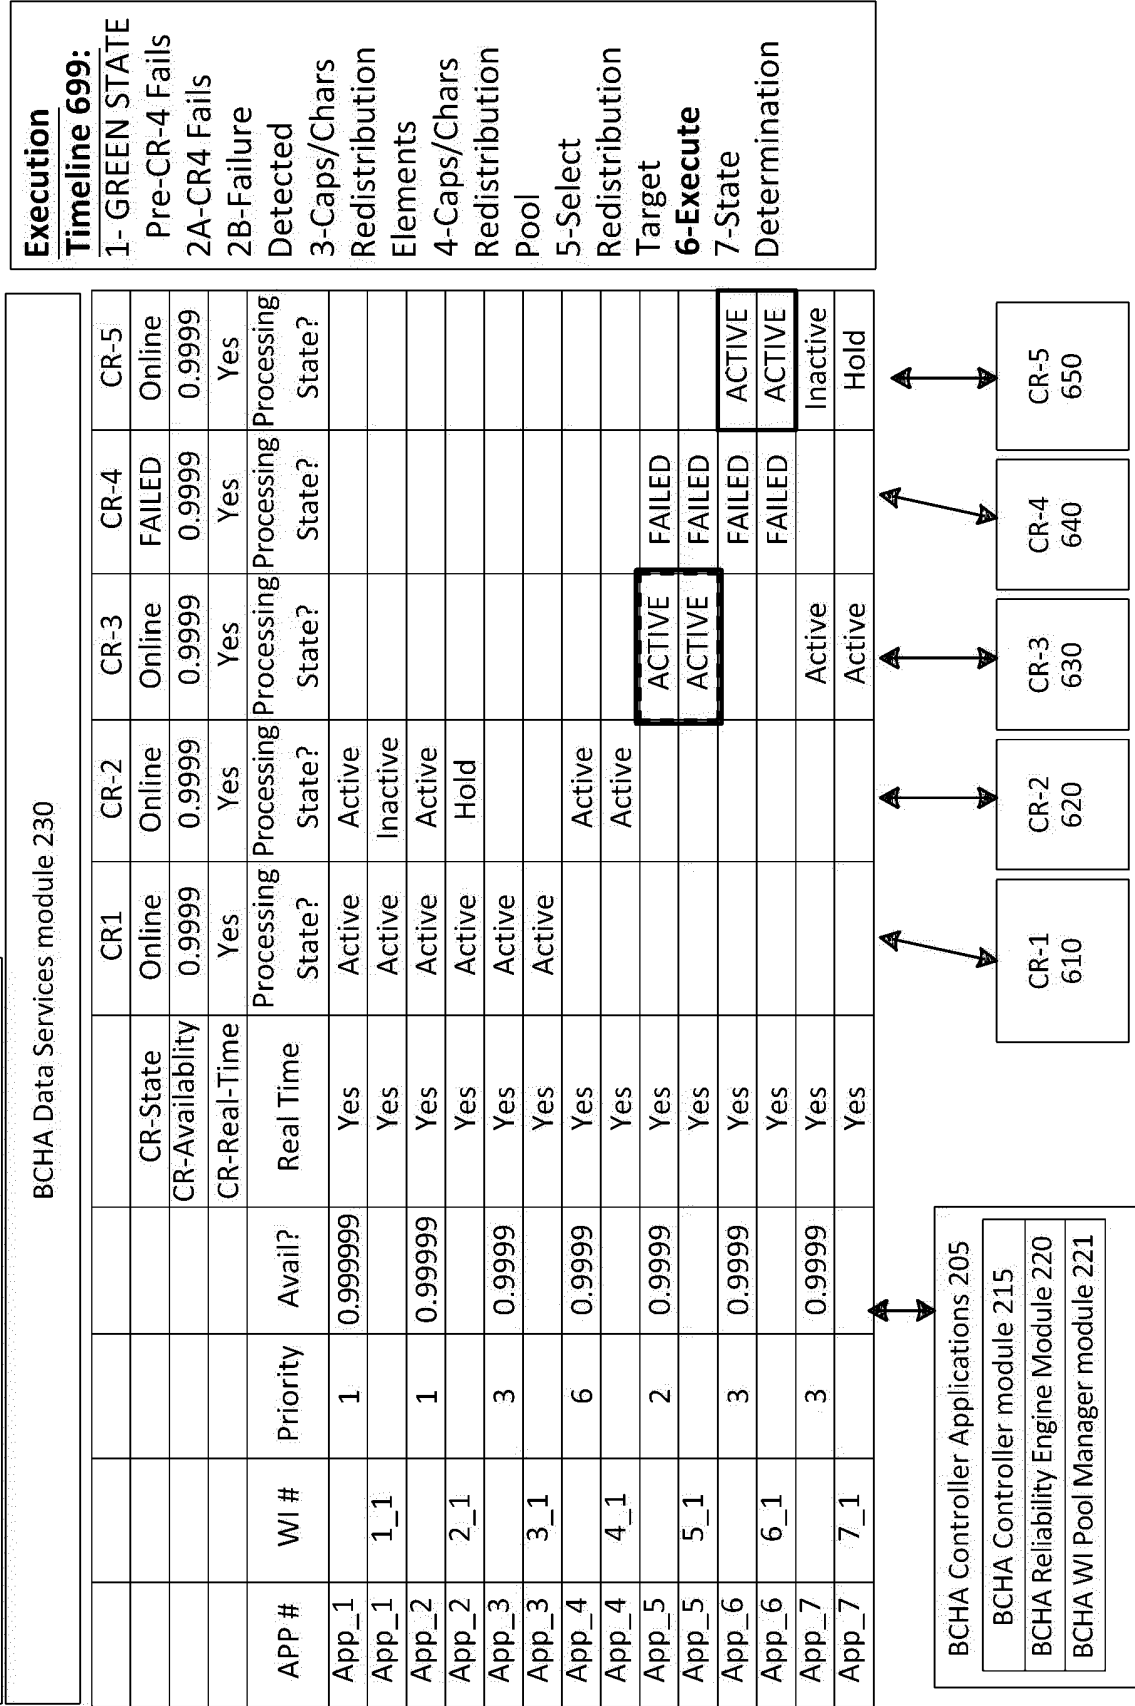 BCHA Data Services module 230
CR1 CR-2 CR-3 CR-4 CR-5
CR-State Online Online Online FAILED Online
CR-Availablity 0.9999 0.9999 0.9999 0.9999 0.9999
CR-Real-Time Yes Yes Yes Yes Yes
APP # WI # Priority Avail? Real Time Processing State? Processing State? Processing State? Processing State? Processing State?
App_1 1 0.999999 Yes Active Active
App_1 1_1 Yes Active Inactive
App_2 1 0.99999 Yes Active Active
App_2 2_1 Yes Active Hold
App_3 3 0.9999 Yes Active
App_3 3_1 Yes Active
App_4 6 0.9999 Yes Active
App_4 4_1 Yes Active
App_5 2 0.9999 Yes ACTIVE FAILED
App_5 5_1 Yes ACTIVE FAILED
App_6 3 0.9999 Yes FAILED ACTIVE
App_6 6_1 Yes FAILED ACTIVE
App_7 3 0.9999 Yes Active Inactive
App_7 7_1 Yes Active Hold
Execution
Timeline 699:
1- GREEN STATE
Pre-CR-4 Fails
2A-CR4 Fails
2B-Failure
Detected
3-Caps/Chars
Redistribution
Elements
4-Caps/Chars
Redistribution
Pool
5-Select
Redistribution
Target
6-Execute
7-State
Determination
BCHA Controller Applications 205
BCHA Controller module 215
BCHA Reliability Engine Module 220
BCHA WI Pool Manager module 221
CR-1
610
CR-2
620
CR-3
630
CR-4
640
CR-5
650